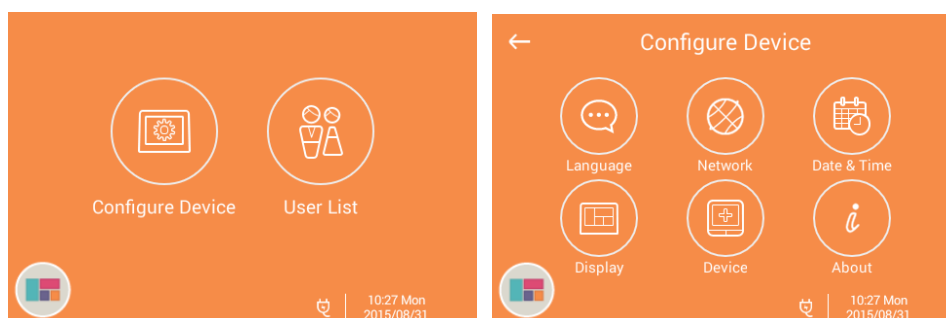 Configure Device
User List
10:27 Mon
2015/08/31
Configure Device
Language
Network
Date & Time
Display
Device
About
10:27 Mon
2015/08/31